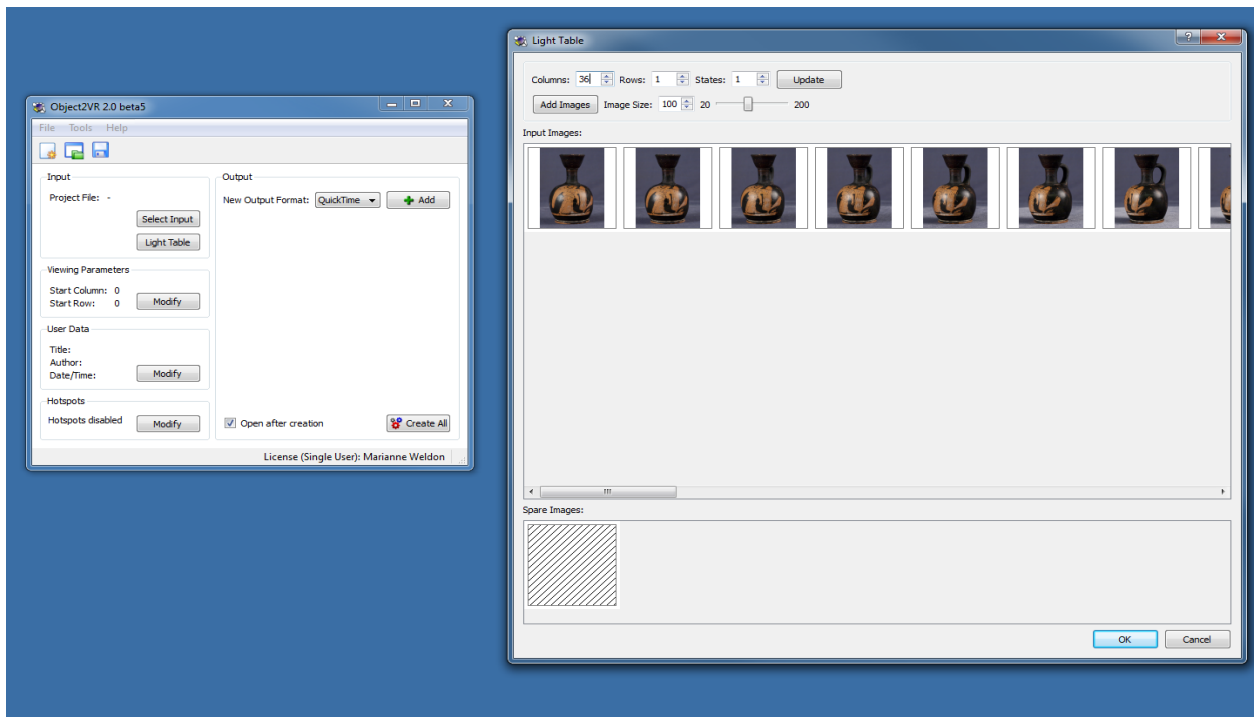 Object2VR 2.0 beta5
File Tools Help
Input
Project File: -
Select Input
Light Table
Viewing Parameters
Start Column: 0
Start Row: 0
Modify
User Data
Title:
Author:
Date/Time:
Modify
Hotspots
Hotspots disabled
Modify
Output
New Output Format: QuickTime Add
Open after creation
Create All
License (Single User): Marianne Weldon
Light Table
Columns: 36 Rows: 1 States: 1 Update
Add Images Image Size: 100 20 200
Input Images:
Spare Images:
OK Cancel